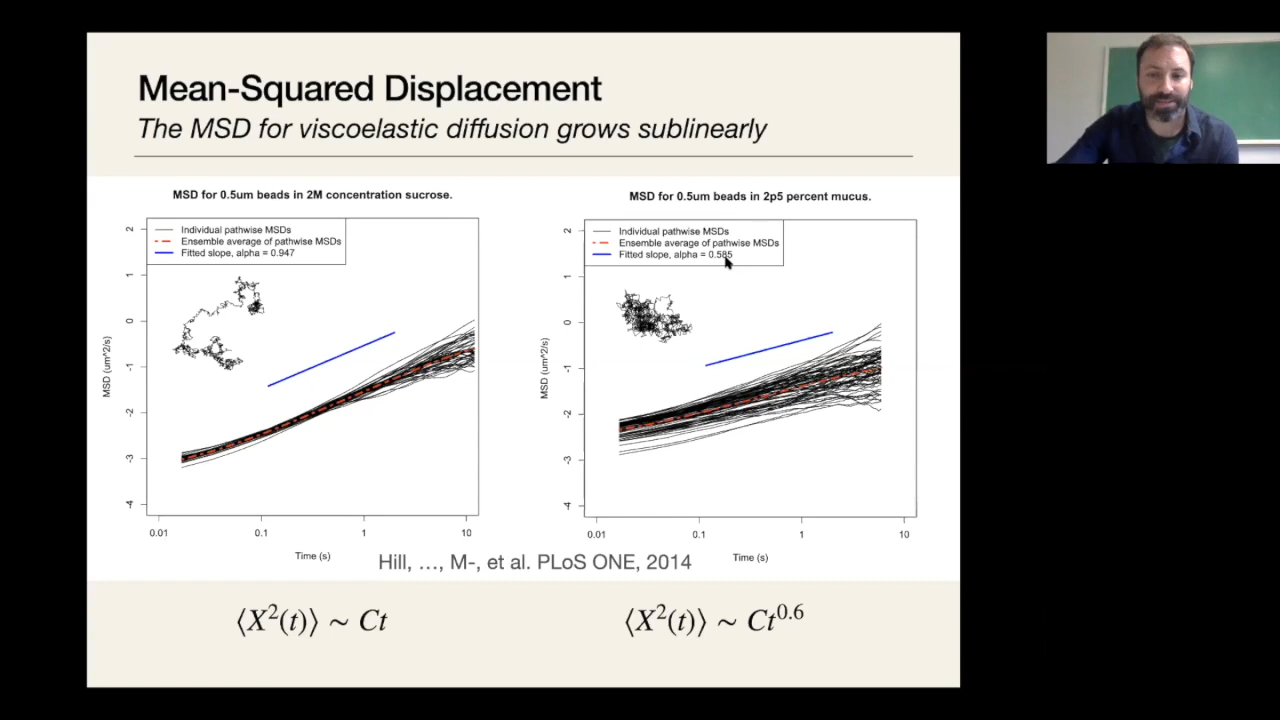 Mean-Squared Displacement
The MSD for viscoelastic diffusion grows sublinearly
MSD for 0.5um beads in 2M concentration sucrose.
Individual pathwise MSDs
Ensemble average of pathwise MSDs
Fitted slope, alpha = 0.947
MSD (um^2/s)
2
1
0
-1
-2
-3
-4
0.01 0.1 1 10
Time (s)
MSD for 0.5um beads in 2p5 percent mucus.
Individual pathwise MSDs
Ensemble average of pathwise MSDs
Fitted slope, alpha = 0.585
MSD (um^2/s)
2
1
0
-1
-2
-3
-4
0.01 0.1 1 10
Time (s)
Hill, …, M-, et al. PLoS ONE, 2014
⟨X²(t)⟩ ~ Ct
⟨X²(t)⟩ ~ Ct^0.6